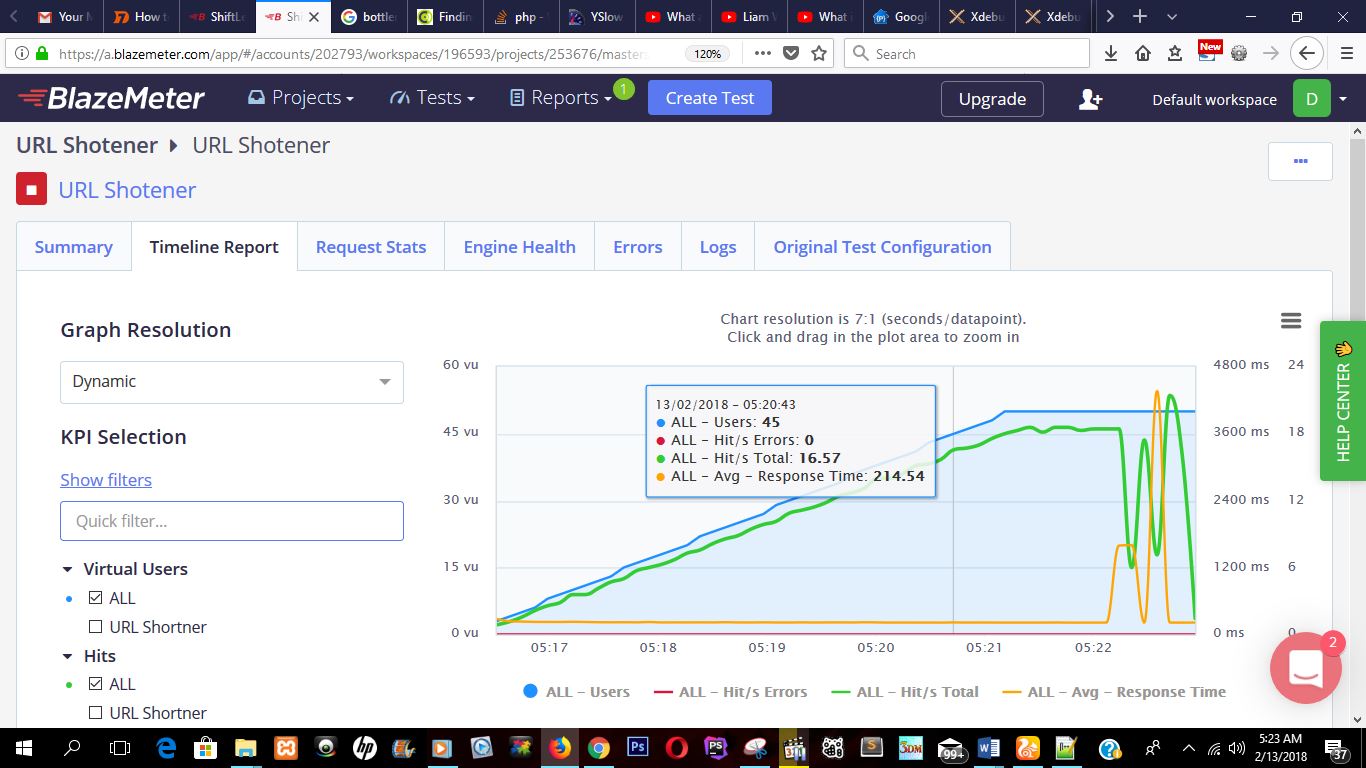 Your M
How t
ShiftL
Shi
bottle
Findin
php -
YSlow
What
Liam
What i
Googl
Xdebu
Xdebu
https://a.blazemeter.com/app/#/accounts/202793/workspaces/196593/projects/253676/master
120%
Search
New
BlazeMeter
Projects
Tests
Reports
1
Create Test
Upgrade
Default workspace
D
URL Shotener
URL Shotener
URL Shotener
Summary
Timeline Report
Request Stats
Engine Health
Errors
Logs
Original Test Configuration
Graph Resolution
Dynamic
KPI Selection
Show filters
Quick filter...
Virtual Users
ALL
URL Shortner
Hits
ALL
URL Shortner
Chart resolution is 7:1 (seconds/datapoint).
Click and drag in the plot area to zoom in
60 vu
45 vu
30 vu
15 vu
0 vu
13/02/2018 - 05:20:43
ALL - Users: 45
ALL - Hit/s Errors: 0
ALL - Hit/s Total: 16.57
ALL - Avg - Response Time: 214.54
4800 ms 24
3600 ms 18
2400 ms 12
1200 ms 6
0 ms 0
05:17 05:18 05:19 05:20 05:21 05:22
ALL - Users ALL - Hit/s Errors ALL - Hit/s Total ALL - Avg - Response Time
HELP CENTER
2
hp
Ps
PS
S
3DM
99+
5:23 AM
2/13/2018
37